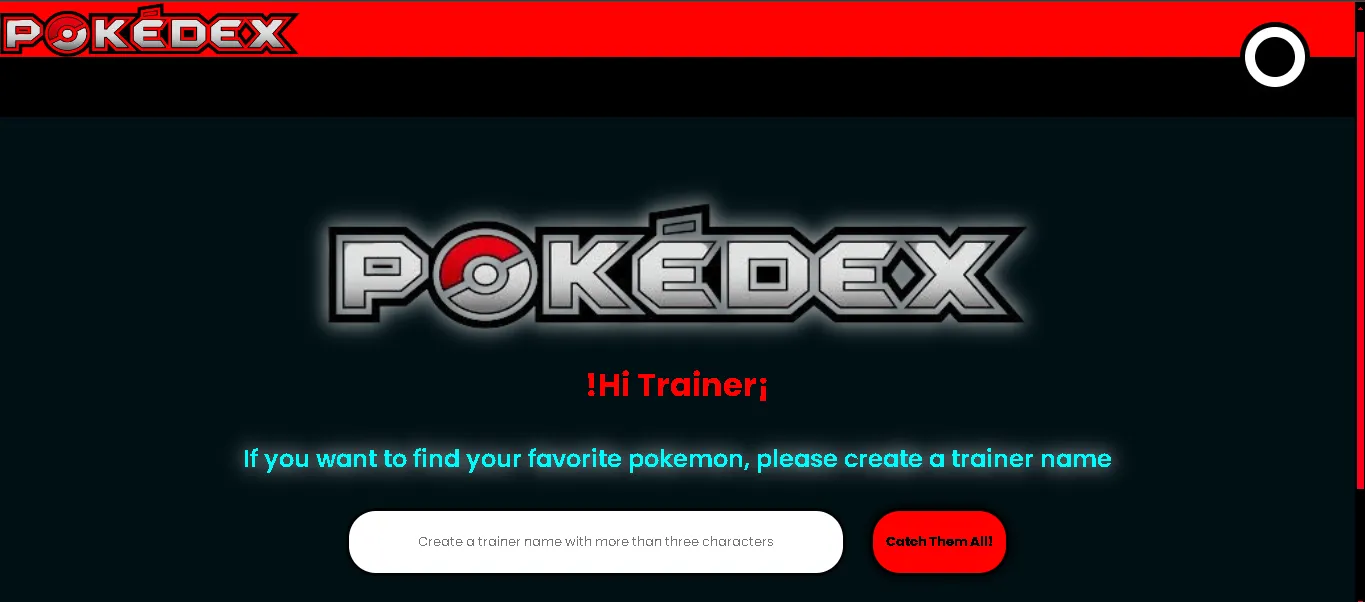 POKÉDEX
POKÉDEX
!Hi Trainer¡
If you want to find your favorite pokemon, please create a trainer name
Create a trainer name with more than three characters
Catch Them All!